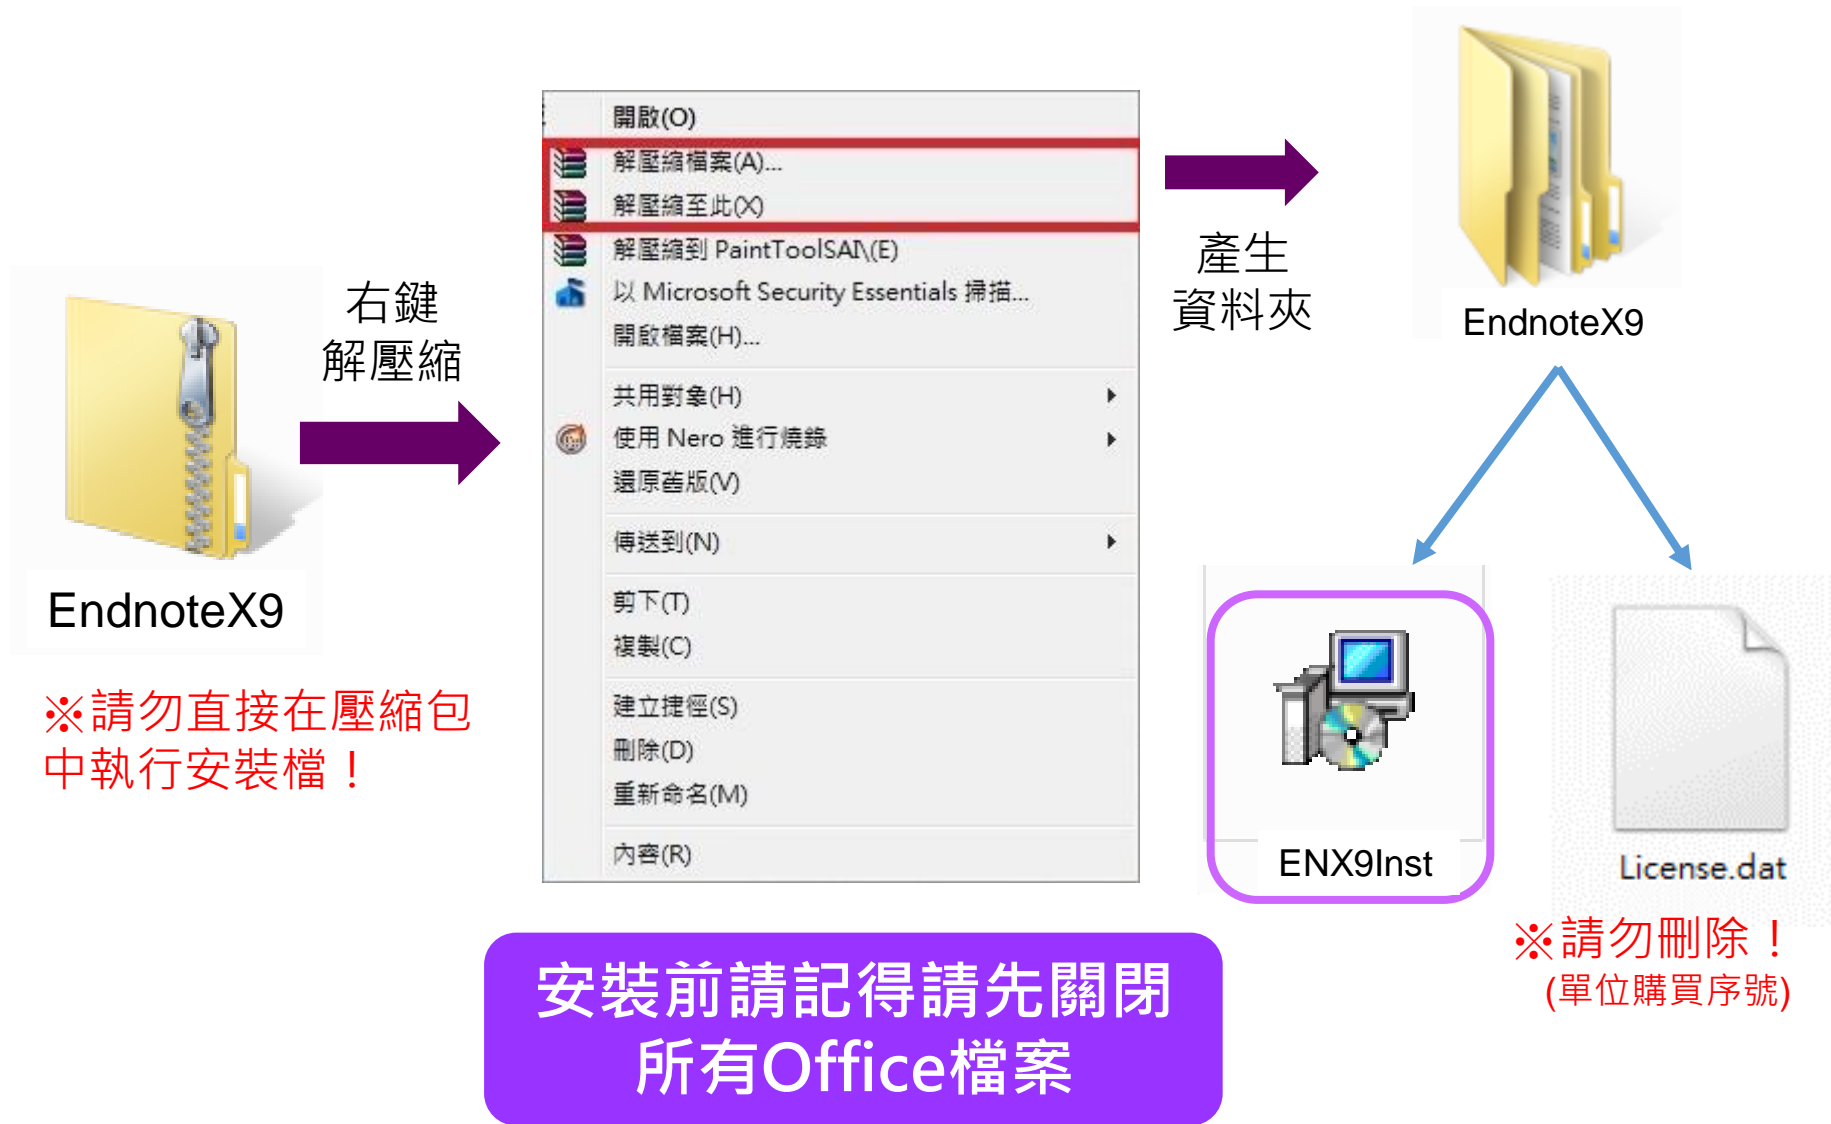 EndnoteX9
※請勿直接在壓縮包
中執行安裝檔！
右鍵
解壓縮
開啟(O)
解壓縮檔案(A)...
解壓縮至此(X)
解壓縮到 PaintToolSAI\(E)
以 Microsoft Security Essentials 掃描...
開啟檔案(H)...
共用對象(H)
使用 Nero 進行燒錄
還原舊版(V)
傳送到(N)
剪下(T)
複製(C)
建立捷徑(S)
刪除(D)
重新命名(M)
內容(R)
產生
資料夾
EndnoteX9
ENX9Inst
License.dat
※請勿刪除！
(單位購買序號)
安裝前請記得請先關閉
所有Office檔案